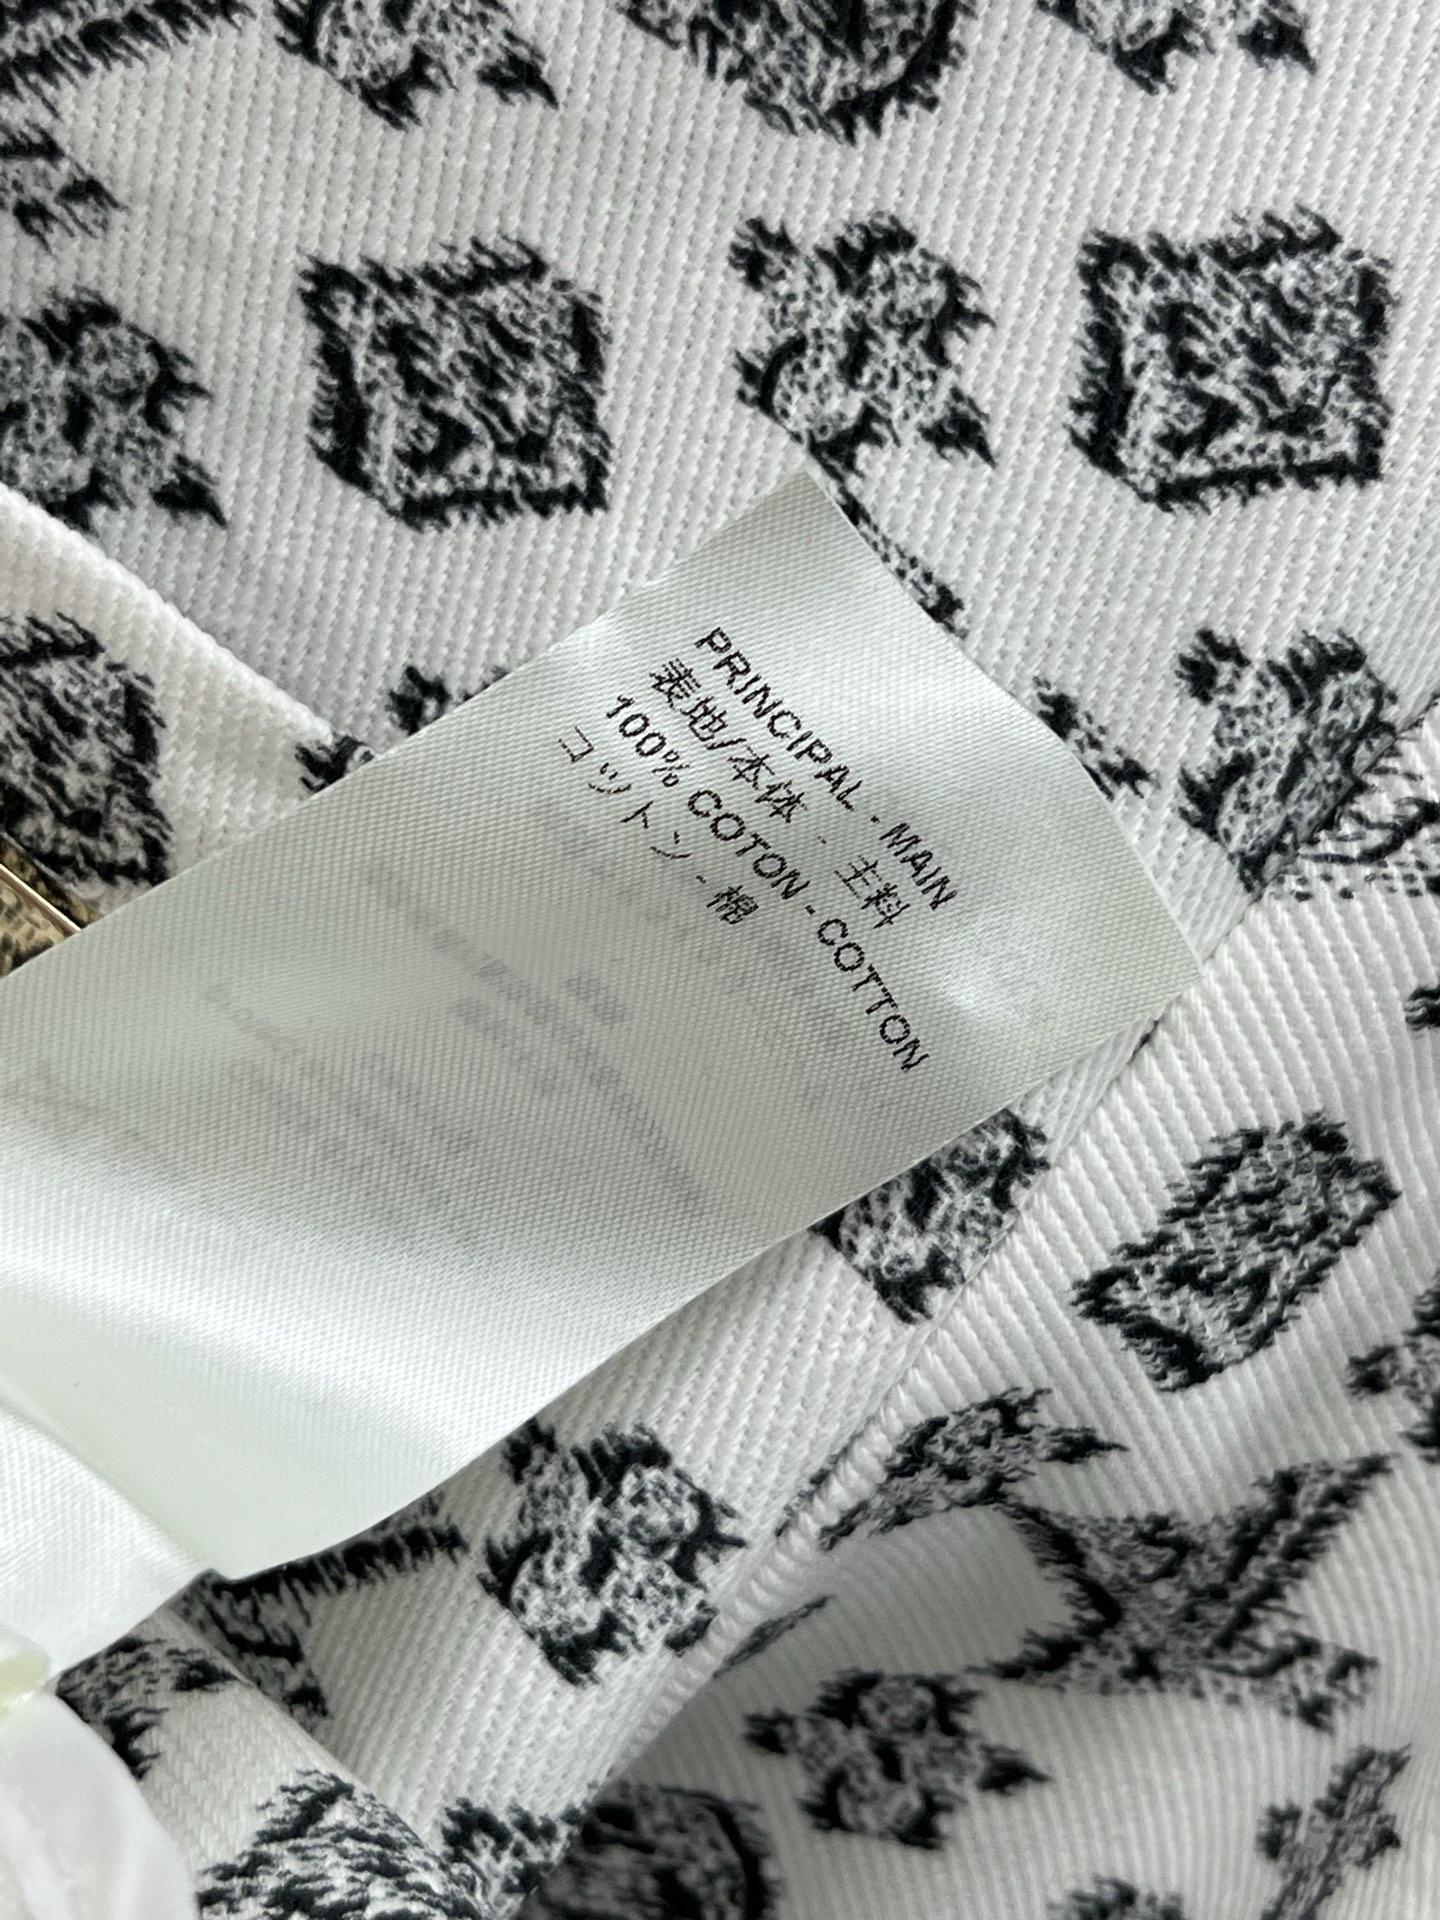 PRINCIPAL - MAIN
表地/本体 - 主料
100% COTON - COTTON
コットン - 棉